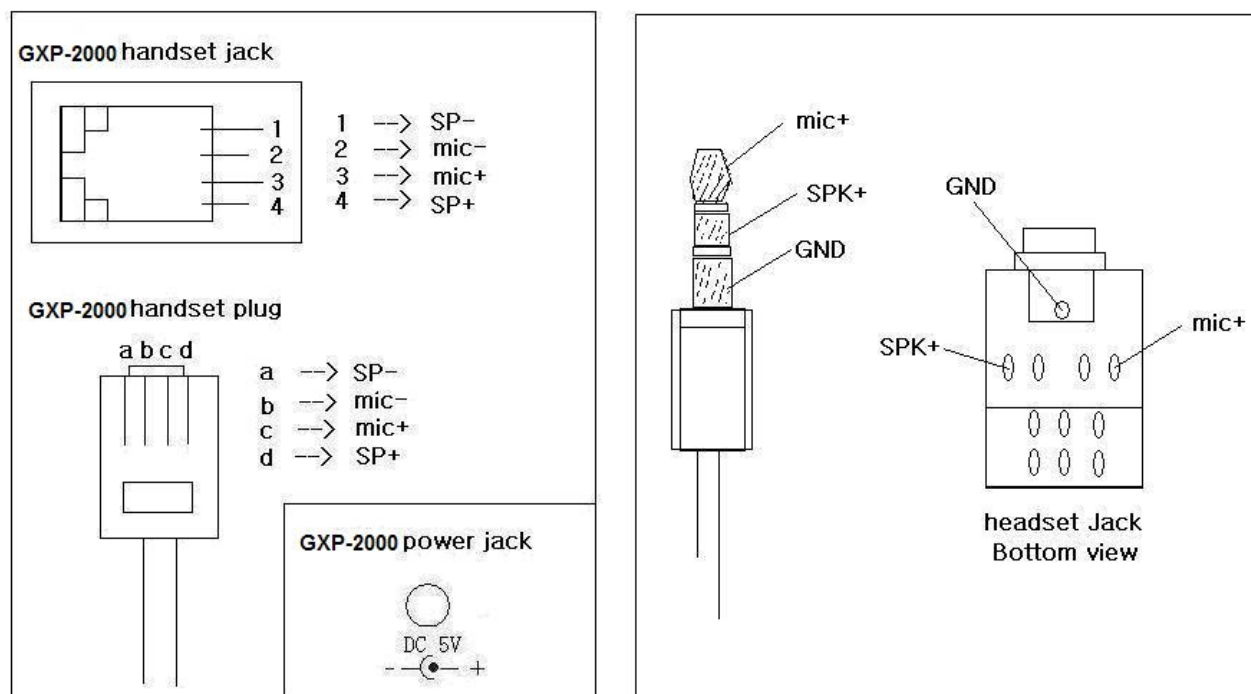 GXP-2000 handset jack
1 1 --> SP-
2 2 --> mic-
3 3 --> mic+
4 4 --> SP+
GXP-2000 handset plug
a b c d
a --> SP-
b --> mic-
c --> mic+
d --> SP+
GXP-2000 power jack
DC 5V
- +
mic+
SPK+
GND
GND
SPK+
mic+
headset Jack
Bottom view